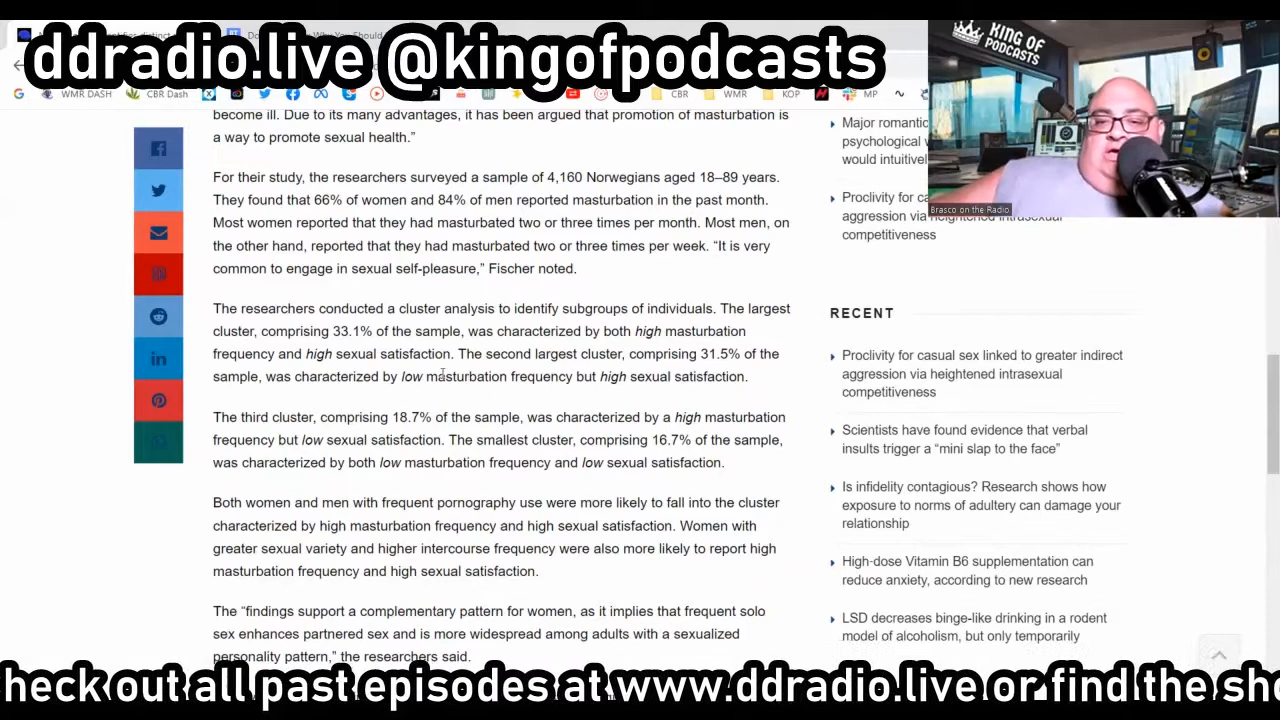 ddradio.live @kingofpodcasts
WMR DASH
CBR Dash
CBR
WMR
KOP
MP
KING OF
PODCASTS
Brasco on the Radio
become ill. Due to its many advantages, it has been argued that promotion of masturbation is
a way to promote sexual health.”
For their study, the researchers surveyed a sample of 4,160 Norwegians aged 18–89 years.
They found that 66% of women and 84% of men reported masturbation in the past month.
Most women reported that they had masturbated two or three times per month. Most men, on
the other hand, reported that they had masturbated two or three times per week. “It is very
common to engage in sexual self-pleasure,” Fischer noted.
The researchers conducted a cluster analysis to identify subgroups of individuals. The largest
cluster, comprising 33.1% of the sample, was characterized by both high masturbation
frequency and high sexual satisfaction. The second largest cluster, comprising 31.5% of the
sample, was characterized by low masturbation frequency but high sexual satisfaction.
The third cluster, comprising 18.7% of the sample, was characterized by a high masturbation
frequency but low sexual satisfaction. The smallest cluster, comprising 16.7% of the sample,
was characterized by both low masturbation frequency and low sexual satisfaction.
Both women and men with frequent pornography use were more likely to fall into the cluster
characterized by high masturbation frequency and high sexual satisfaction. Women with
greater sexual variety and higher intercourse frequency were also more likely to report high
masturbation frequency and high sexual satisfaction.
The “findings support a complementary pattern for women, as it implies that frequent solo
sex enhances partnered sex and is more widespread among adults with a sexualized
personality pattern,” the researchers said.
Major romantic
psychological
would intuitivel
Proclivity for ca
aggression via heightened intrasexual
competitiveness
RECENT
Proclivity for casual sex linked to greater indirect
aggression via heightened intrasexual
competitiveness
Scientists have found evidence that verbal
insults trigger a “mini slap to the face”
Is infidelity contagious? Research shows how
exposure to norms of adultery can damage your
relationship
High-dose Vitamin B6 supplementation can
reduce anxiety, according to new research
LSD decreases binge-like drinking in a rodent
model of alcoholism, but only temporarily
heck out all past episodes at www.ddradio.live or find the sho